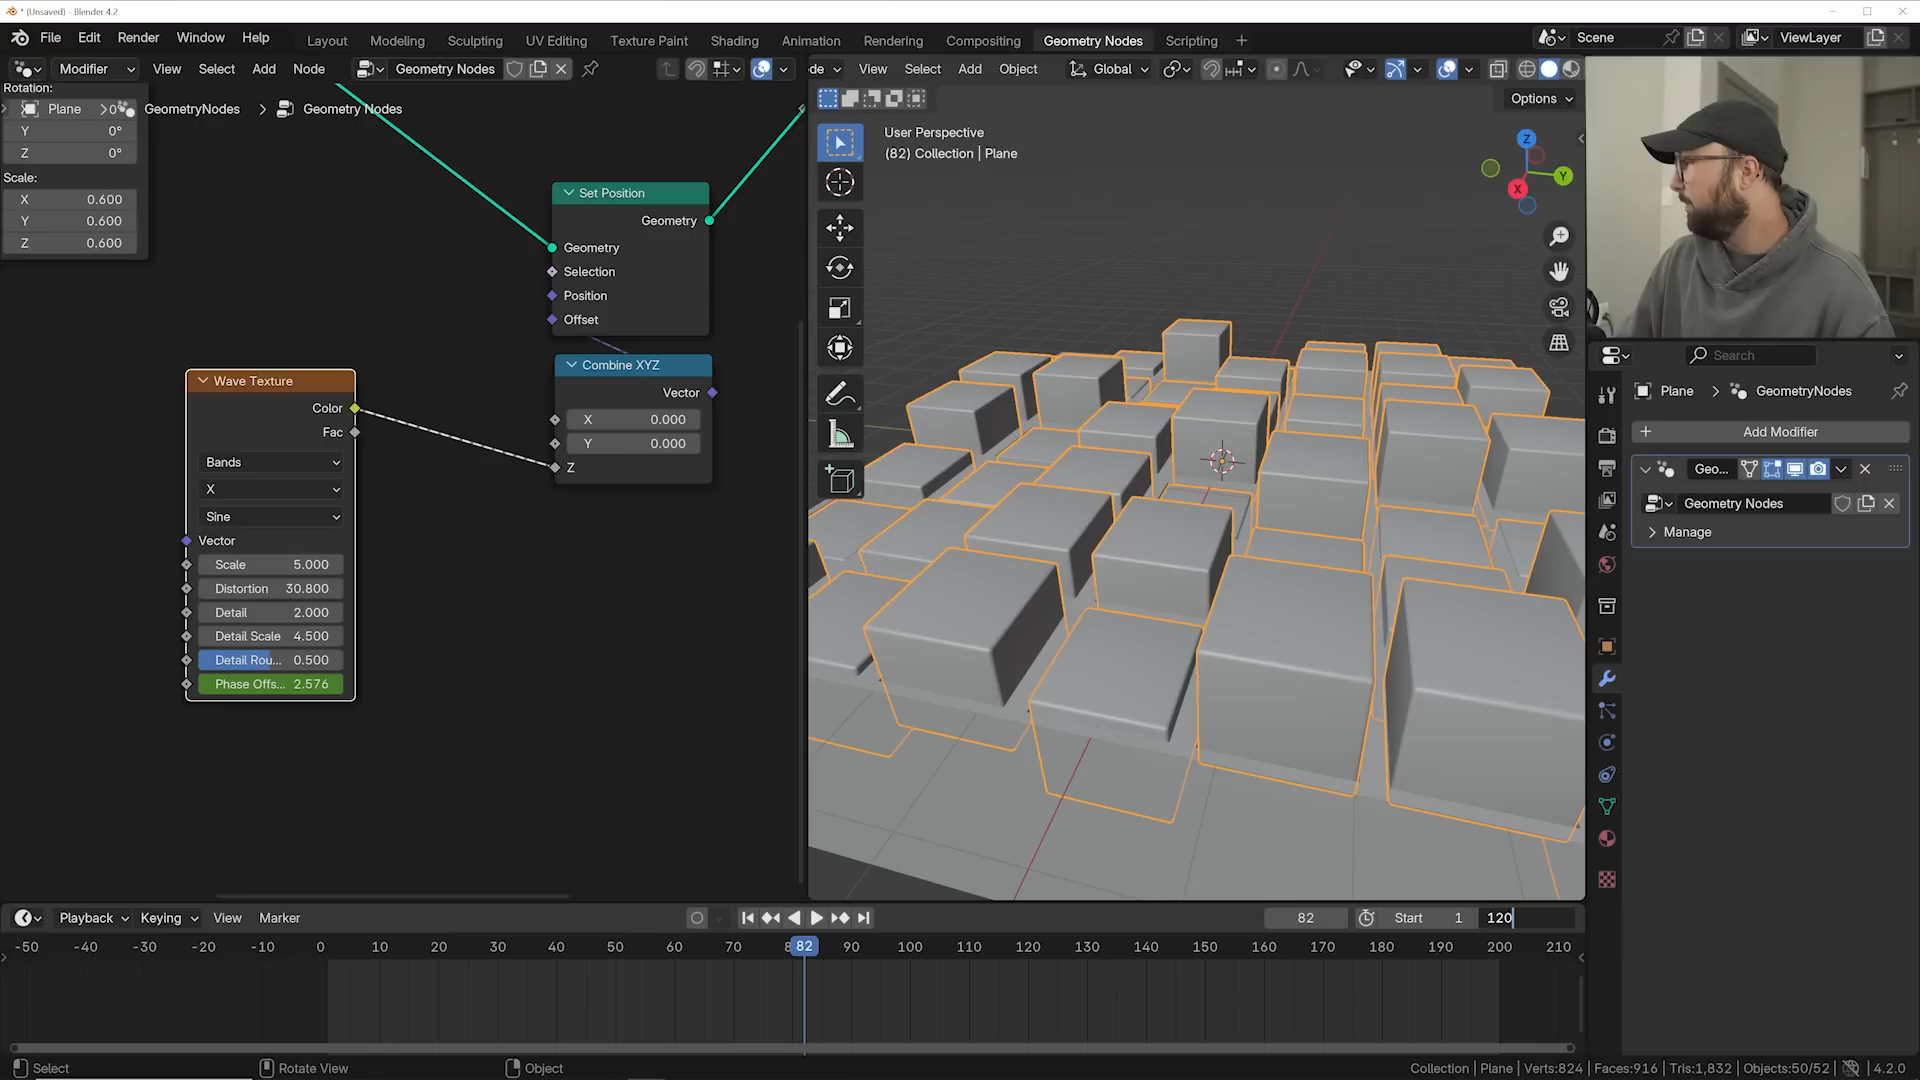 * (Unsaved) - Blender 4.2
File Edit Render Window Help
Layout Modeling Sculpting UV Editing Texture Paint Shading Animation Rendering Compositing Geometry Nodes Scripting
Scene
ViewLayer
Modifier View Select Add Node Geometry Nodes
de View Select Add Object Global
Options
Rotation:
Plane 0°
GeometryNodes > Geometry Nodes
Y 0°
Z 0°
Scale:
X 0.600
Y 0.600
Z 0.600
Set Position
Geometry
Geometry
Selection
Position
Offset
Combine XYZ
Vector
X 0.000
Y 0.000
Z
Wave Texture
Color
Fac
Bands
X
Sine
Vector
Scale 5.000
Distortion 30.800
Detail 2.000
Detail Scale 4.500
Detail Rou... 0.500
Phase Offs... 2.576
User Perspective
(82) Collection | Plane
Z
Y
X
Search
Plane > GeometryNodes
Add Modifier
Geo...
Geometry Nodes
Manage
Playback Keying View Marker
82 Start 1 120
-50 -40 -30 -20 -10 0 10 20 30 40 50 60 70 8 82 90 100 110 120 130 140 150 160 170 180 190 200 210
Select Rotate View Object
Collection | Plane Verts:824 | Faces:916 | Tris:1,832 | Objects:50/52 4.2.0